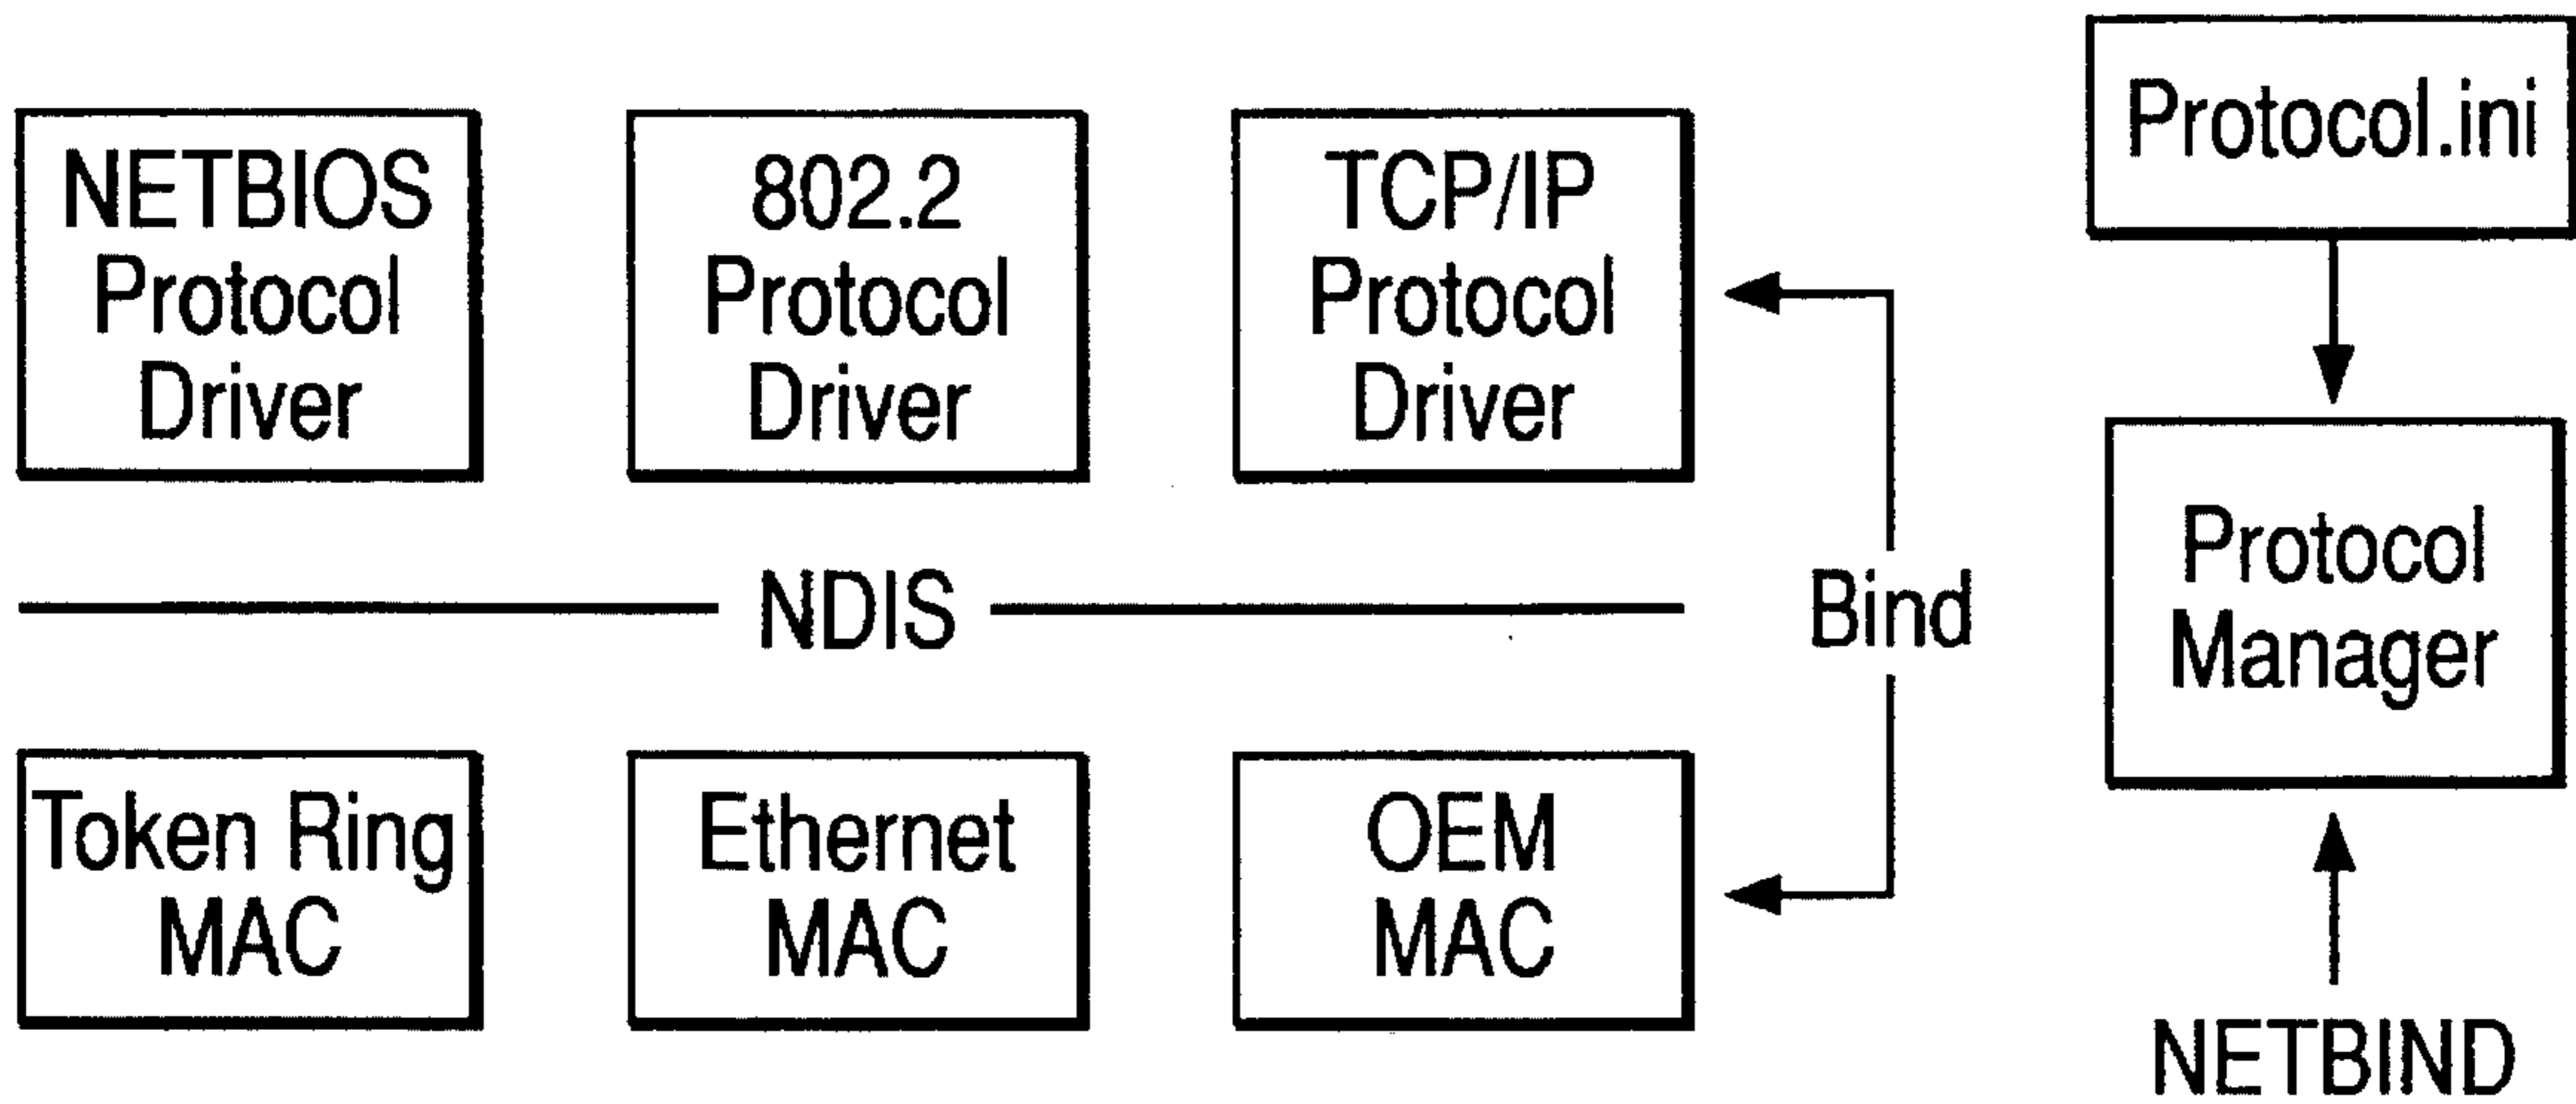 NETBIOS
Protocol
Driver
802.2
Protocol
Driver
TCP/IP
Protocol
Driver
Protocol.ini
NDIS
Bind
Protocol
Manager
Token Ring
MAC
Ethernet
MAC
OEM
MAC
NETBIND